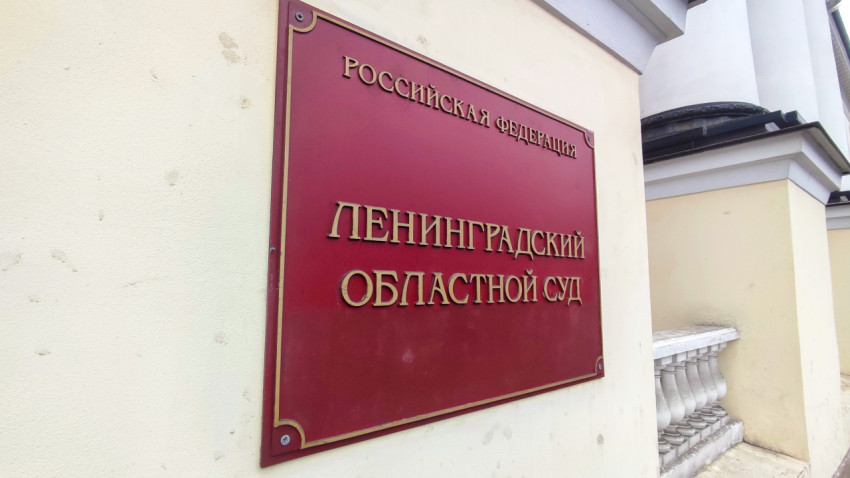 РОССИЙСКАЯ ФЕДЕРАЦИЯ
ЛЕНИНГРАДСКИЙ
ОБЛАСТНОЙ СУД